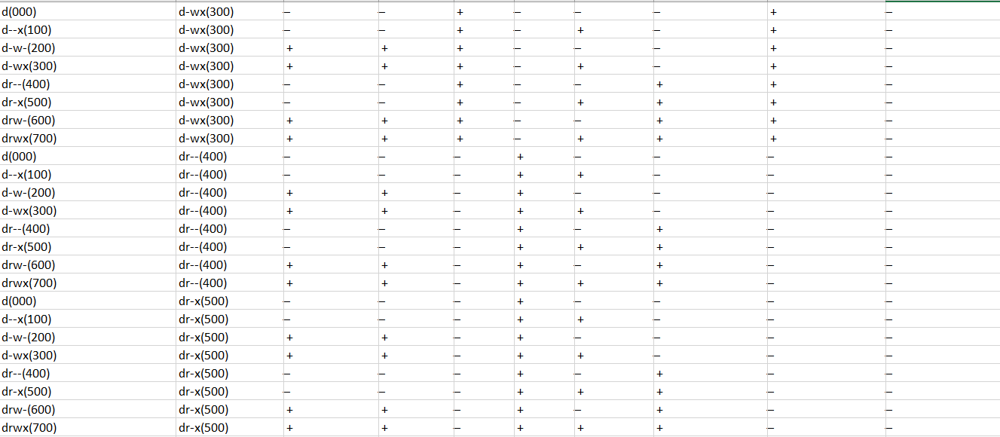 d(000) d-wx(300) – – + – – – + –
d--x(100) d-wx(300) – – + – + – + –
d-w-(200) d-wx(300) + + + – – – + –
d-wx(300) d-wx(300) + + + – + – + –
dr--(400) d-wx(300) – – + – – + + –
dr-x(500) d-wx(300) – – + – + + + –
drw-(600) d-wx(300) + + + – – + + –
drwx(700) d-wx(300) + + + – + + + –
d(000) dr--(400) – – – + – – – –
d--x(100) dr--(400) – – – + + – – –
d-w-(200) dr--(400) + + – + – – – –
d-wx(300) dr--(400) + + – + + – – –
dr--(400) dr--(400) – – – + – + – –
dr-x(500) dr--(400) – – – + + + – –
drw-(600) dr--(400) + + – + – + – –
drwx(700) dr--(400) + + – + + + – –
d(000) dr-x(500) – – – + – – – –
d--x(100) dr-x(500) – – – + + – – –
d-w-(200) dr-x(500) + + – + – – – –
d-wx(300) dr-x(500) + + – + + – – –
dr--(400) dr-x(500) – – – + – + – –
dr-x(500) dr-x(500) – – – + + + – –
drw-(600) dr-x(500) + + – + – + – –
drwx(700) dr-x(500) + + – + + + – –